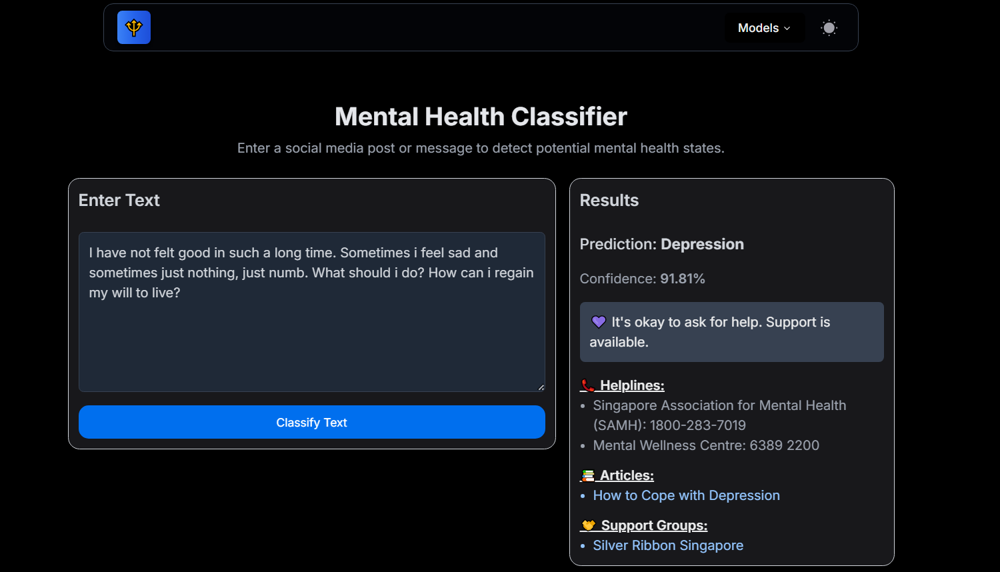 Models
Mental Health Classifier
Enter a social media post or message to detect potential mental health states.
Enter Text
I have not felt good in such a long time. Sometimes i feel sad and
sometimes just nothing, just numb. What should i do? How can i regain
my will to live?
Classify Text
Results
Prediction: Depression
Confidence: 91.81%
💜 It's okay to ask for help. Support is
available.
📞 Helplines:
• Singapore Association for Mental Health
(SAMH): 1800-283-7019
• Mental Wellness Centre: 6389 2200
📚 Articles:
• How to Cope with Depression
🤝 Support Groups:
• Silver Ribbon Singapore